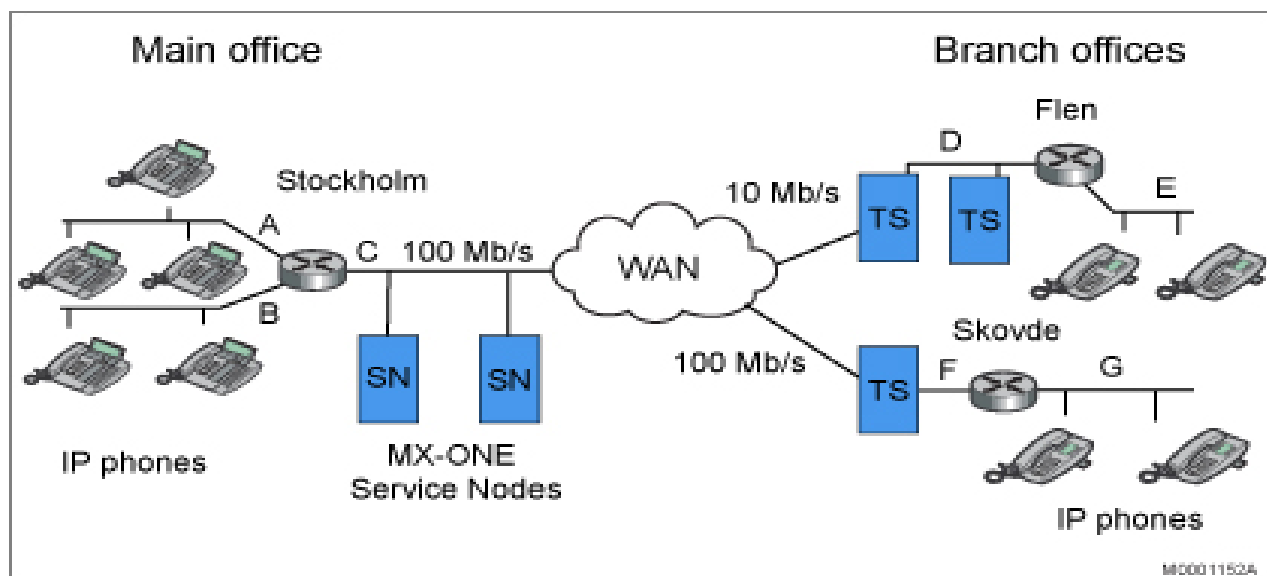 Main office
Branch offices
Flen
D
Stockholm
10 Mb/s
E
TS
TS
A
C
100 Mb/s
WAN
B
Skovde
100 Mb/s
SN
SN
TS
F
G
IP phones
MX-ONE
Service Nodes
IP phones
MI0001152A